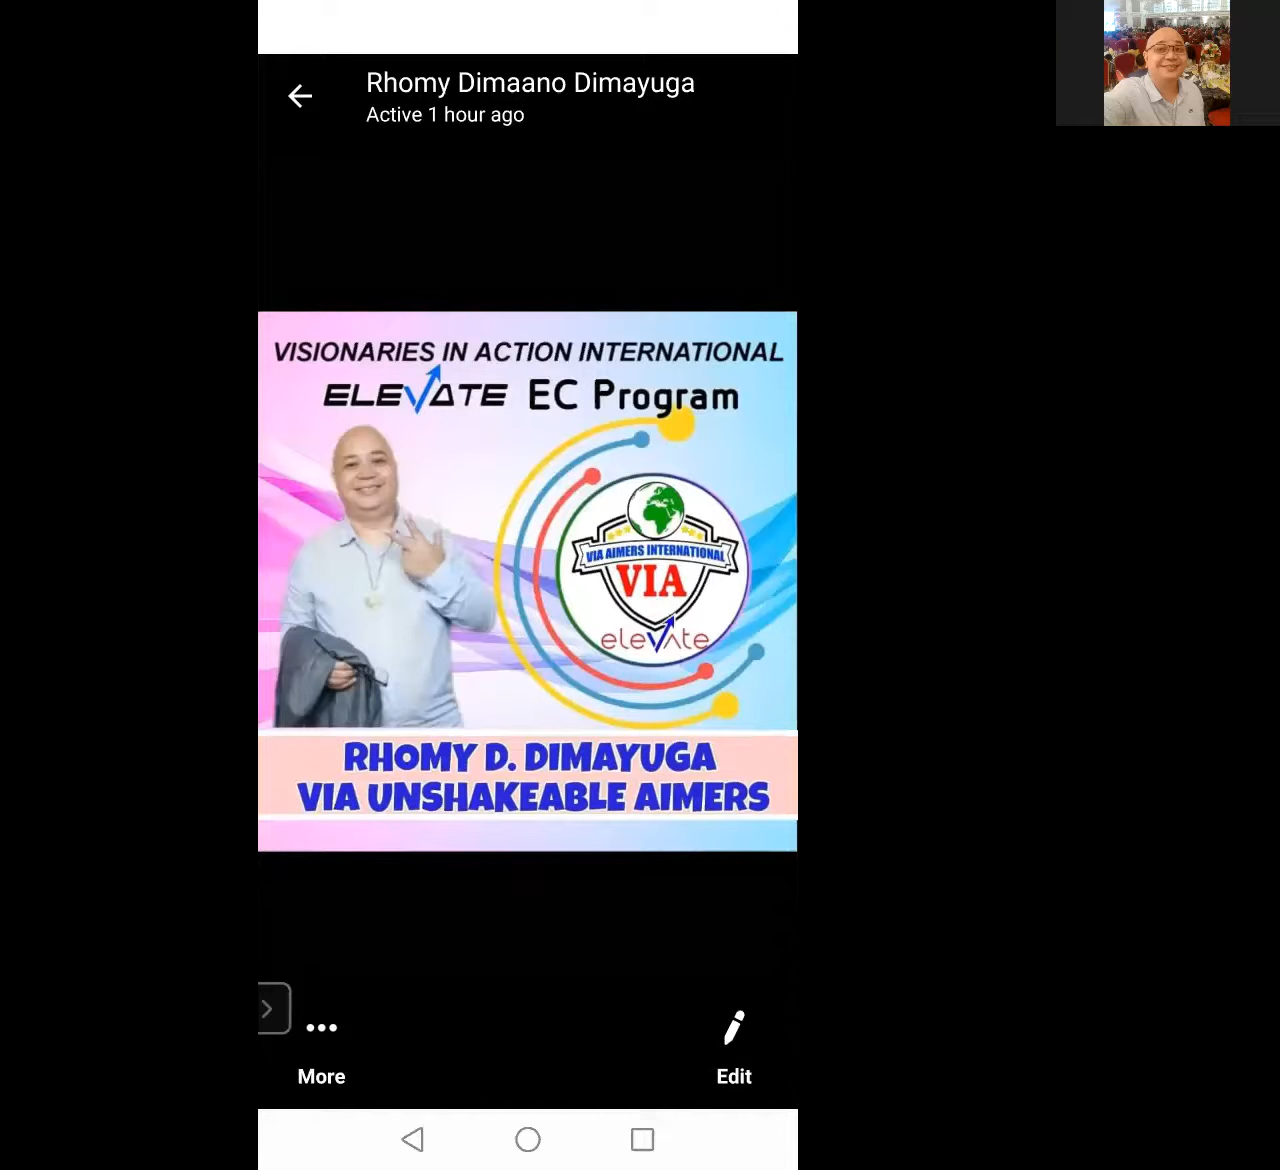 Rhomy Dimaano Dimayuga
Active 1 hour ago
VISIONARIES IN ACTION INTERNATIONAL
ELEVATE EC Program
VIA AIMERS INTERNATIONAL
VIA
elevate
RHOMY D. DIMAYUGA
VIA UNSHAKEABLE AIMERS
More
Edit